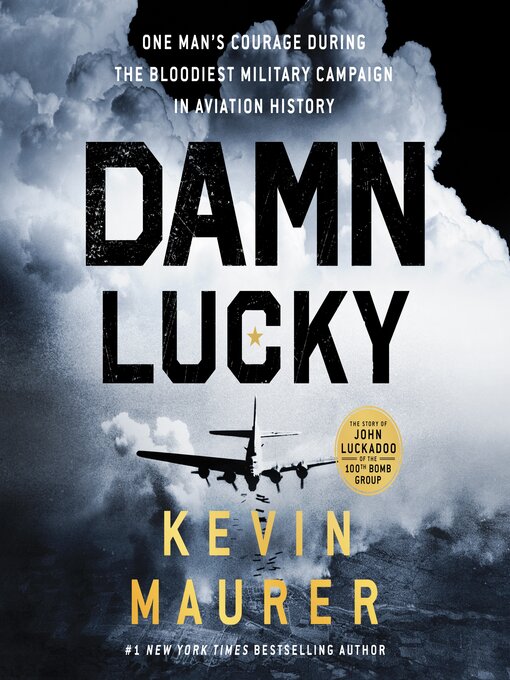 ONE MAN'S COURAGE DURING
THE BLOODIEST MILITARY CAMPAIGN
IN AVIATION HISTORY
DAMN
LUCKY
THE STORY OF
JOHN
LUCKADOO
OF THE
100TH BOMB
GROUP
KEVIN
MAURER
#1 NEW YORK TIMES BESTSELLING AUTHOR